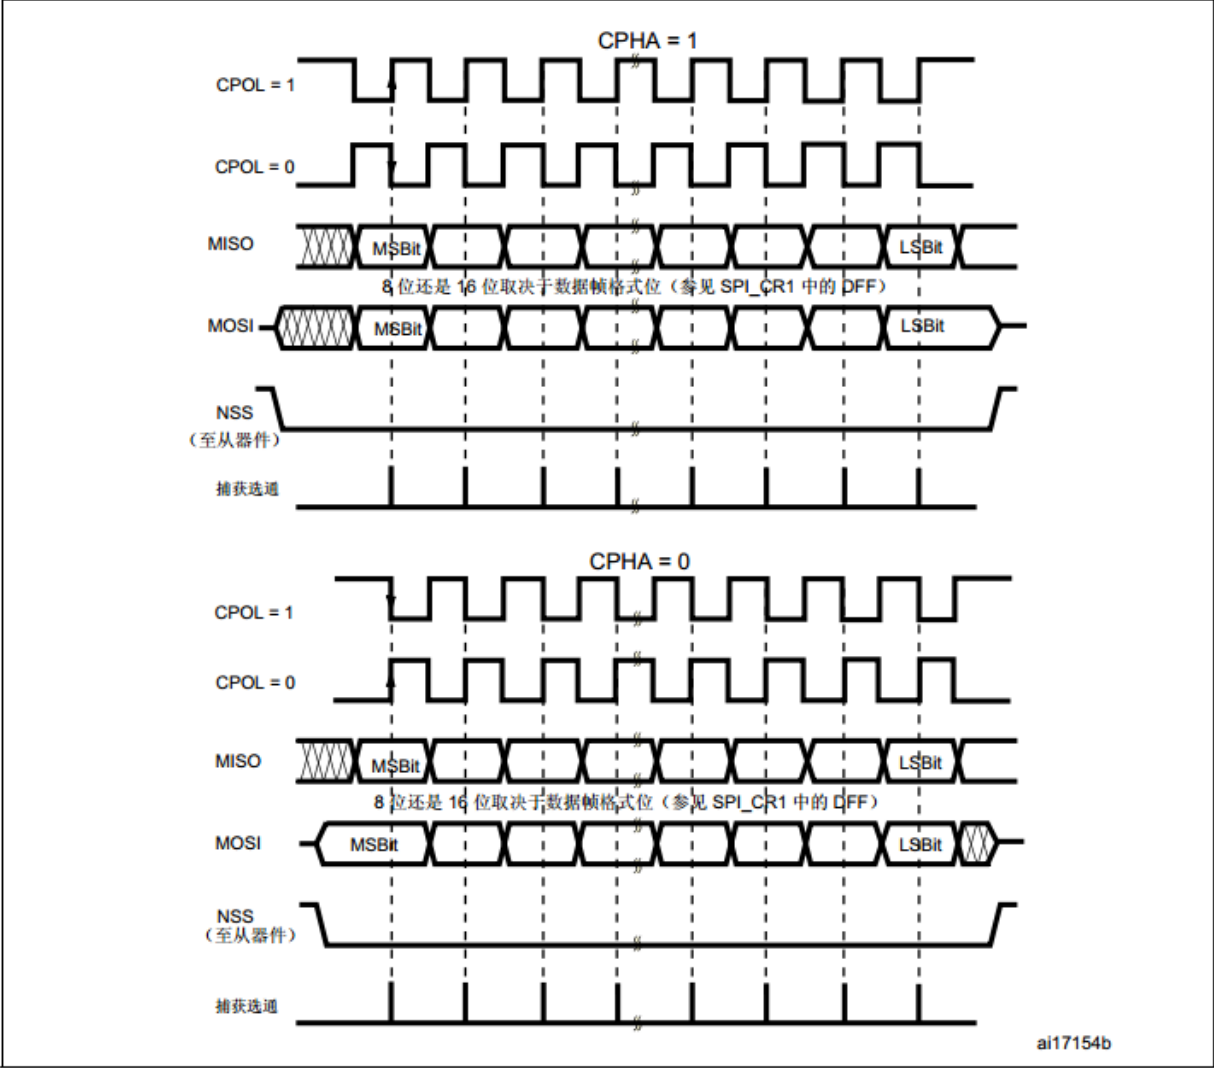 CPHA = 1
CPOL = 1
CPOL = 0
MISO MSBit LSBit
8 位还是 16 位取决于数据帧格式位（参见 SPI_CR1 中的 DFF）
MOSI MSBit LSBit
NSS
（至从器件）
捕获选通
CPHA = 0
CPOL = 1
CPOL = 0
MISO MSBit LSBit
8 位还是 16 位取决于数据帧格式位（参见 SPI_CR1 中的 DFF）
MOSI MSBit LSBit
NSS
（至从器件）
捕获选通
ai17154b